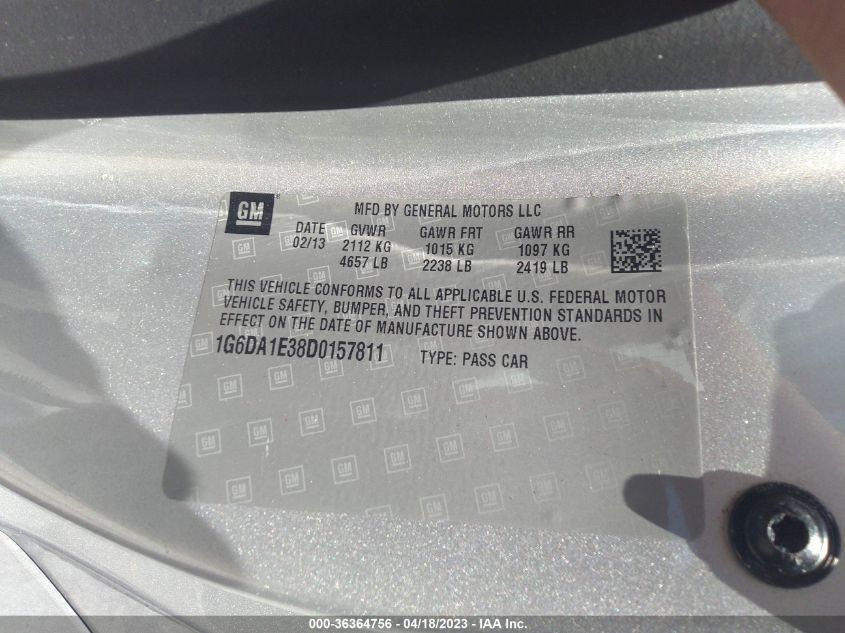 GM
MFD BY GENERAL MOTORS LLC
DATE GVWR GAWR FRT GAWR RR
02/13 2112 KG 1015 KG 1097 KG
4657 LB 2238 LB 2419 LB
THIS VEHICLE CONFORMS TO ALL APPLICABLE U.S. FEDERAL MOTOR
VEHICLE SAFETY, BUMPER, AND THEFT PREVENTION STANDARDS IN
EFFECT ON THE DATE OF MANUFACTURE SHOWN ABOVE.
1G6DA1E38D0157811 TYPE: PASS CAR
000-36364756 - 04/18/2023 - IAA Inc.